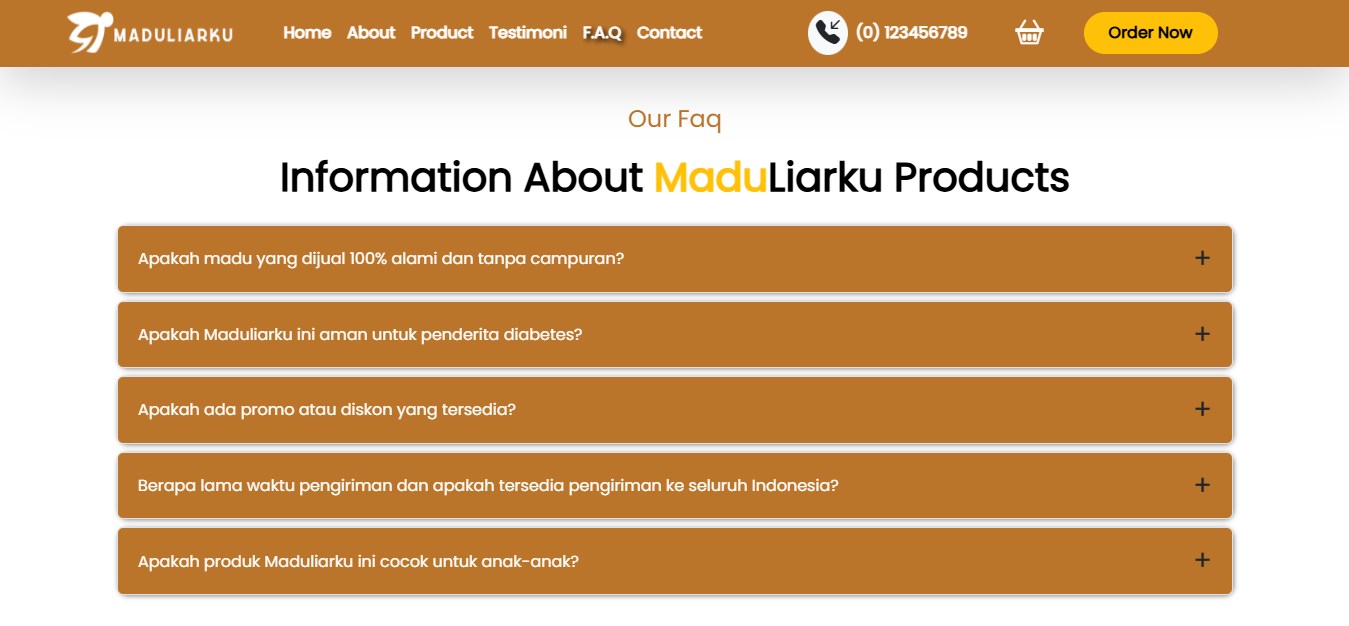 MADULIARKU Home About Product Testimoni F.A.Q Contact (0) 123456789 Order Now
Our Faq
Information About MaduLiarku Products
Apakah madu yang dijual 100% alami dan tanpa campuran?
Apakah Maduliarku ini aman untuk penderita diabetes?
Apakah ada promo atau diskon yang tersedia?
Berapa lama waktu pengiriman dan apakah tersedia pengiriman ke seluruh Indonesia?
Apakah produk Maduliarku ini cocok untuk anak-anak?